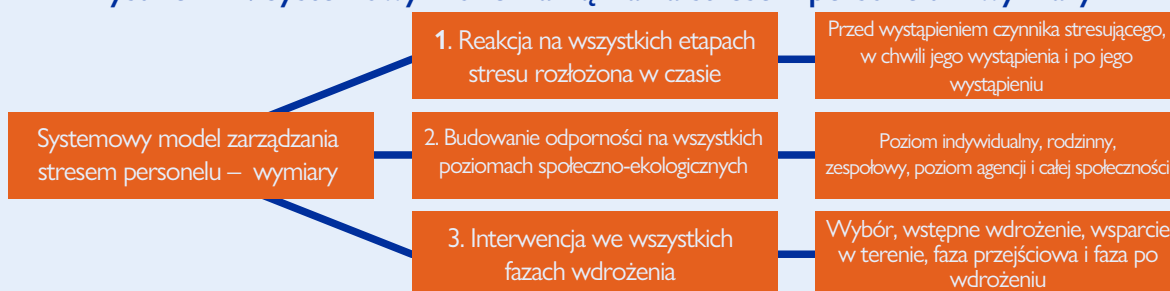 Systemowy model zarządzania
stresem personelu – wymiary
1. Reakcja na wszystkich etapach
stresu rozłożona w czasie
Przed wystąpieniem czynnika stresującego,
w chwili jego wystąpienia i po jego
wystąpieniu
2. Budowanie odporności na wszystkich
poziomach społeczno-ekologicznych
Poziom indywidualny, rodzinny,
zespołowy, poziom agencji i całej społeczności
3. Interwencja we wszystkich
fazach wdrożenia
Wybór, wstępne wdrożenie, wsparcie
w terenie, faza przejściowa i faza po
wdrożeniu